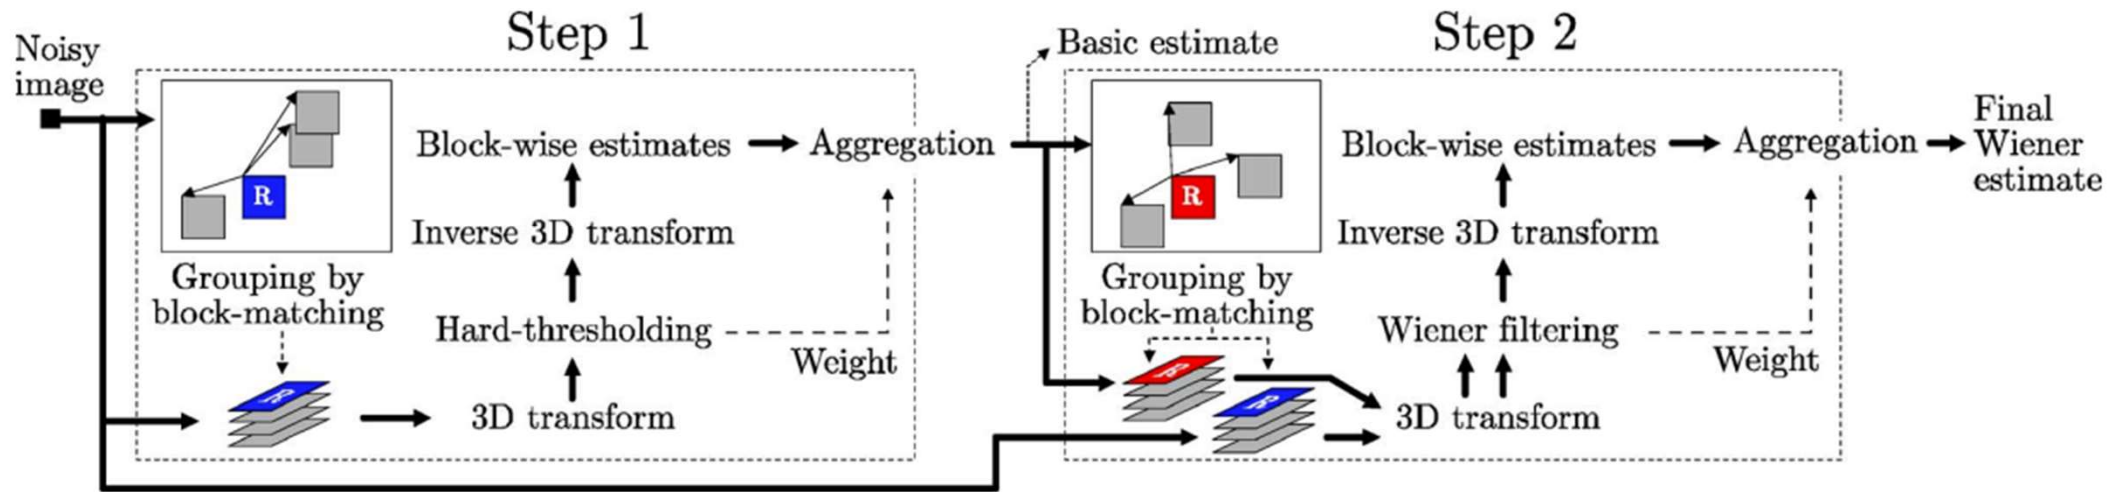 Step 1
Noisy
image
R
Block-wise estimates
Aggregation
Inverse 3D transform
Grouping by
block-matching
Hard-thresholding
Weight
R
3D transform
Basic estimate
Step 2
R
Block-wise estimates
Aggregation
Final
Wiener
estimate
Inverse 3D transform
Grouping by
block-matching
Wiener filtering
Weight
R
R
3D transform